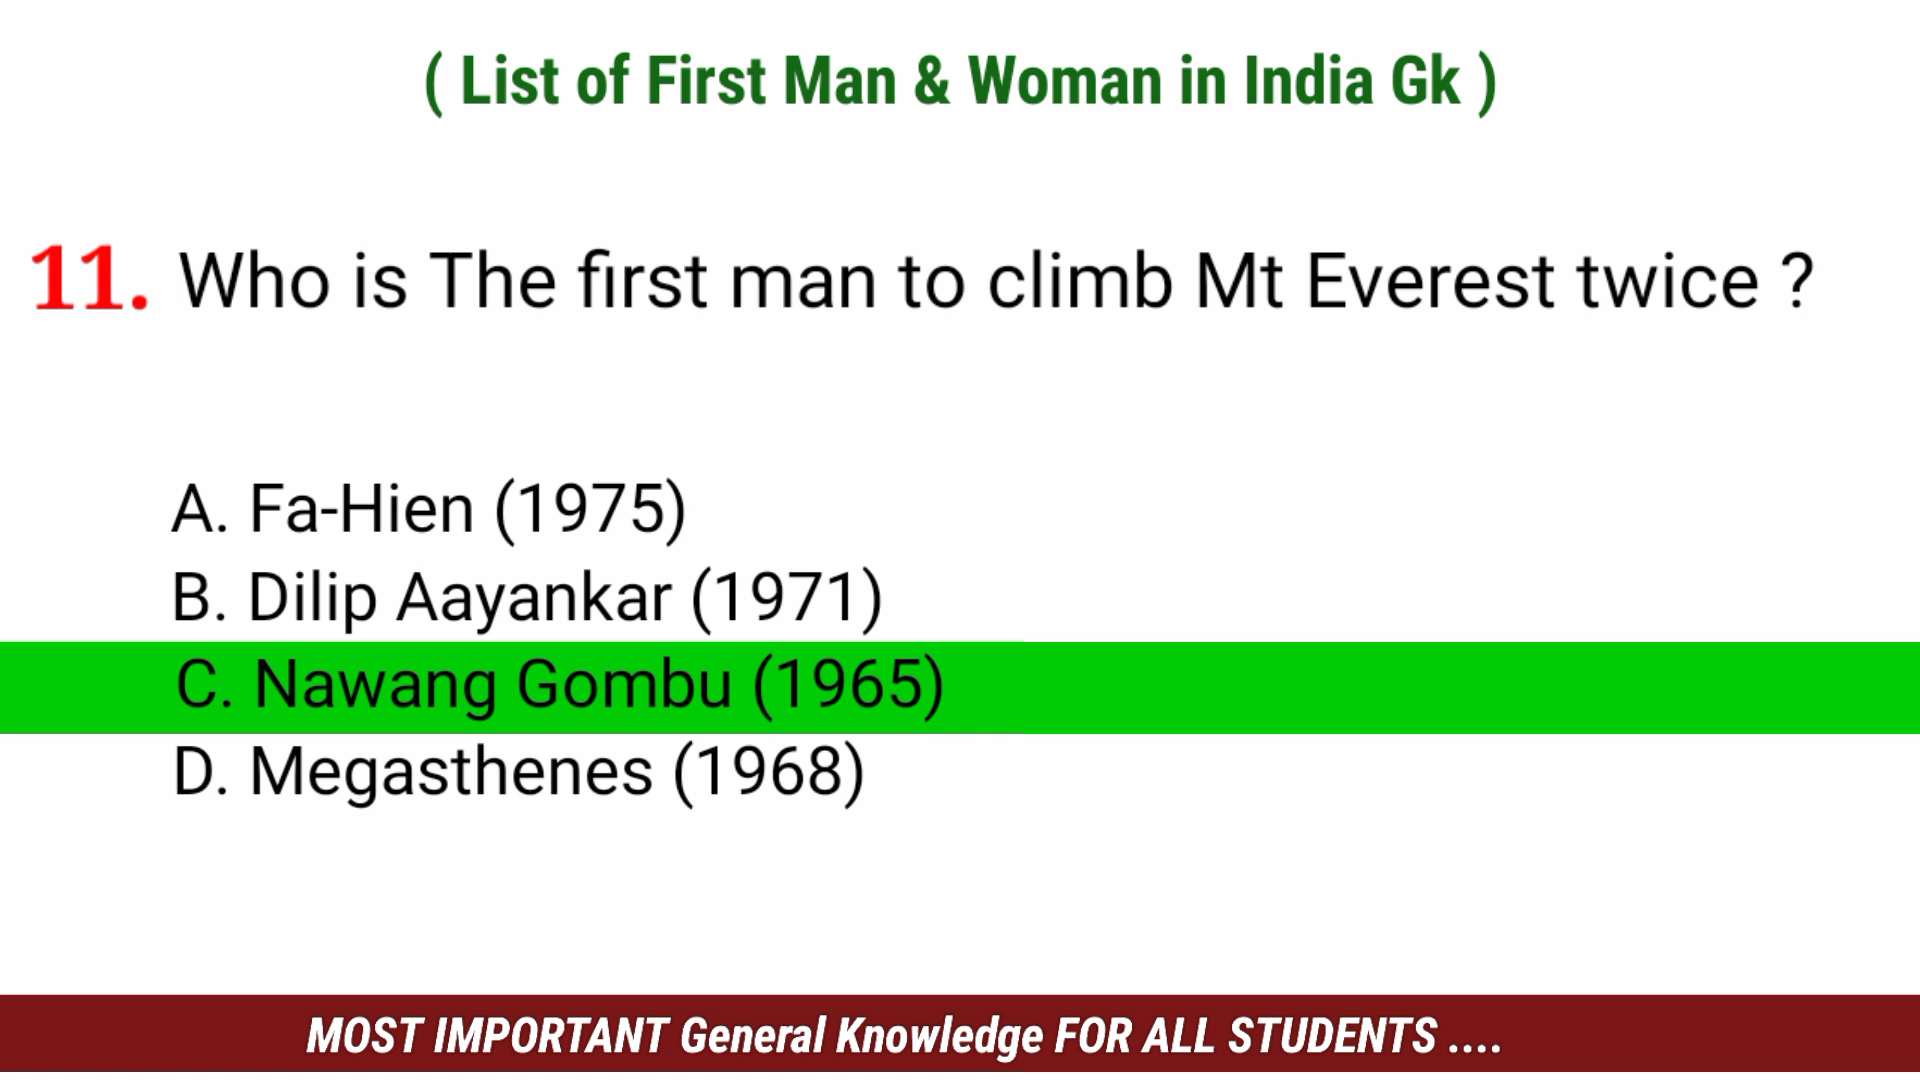 ( List of First Man & Woman in India Gk )
11. Who is The first man to climb Mt Everest twice ?
A. Fa-Hien (1975)
B. Dilip Aayankar (1971)
C. Nawang Gombu (1965)
D. Megasthenes (1968)
MOST IMPORTANT General Knowledge FOR ALL STUDENTS ....